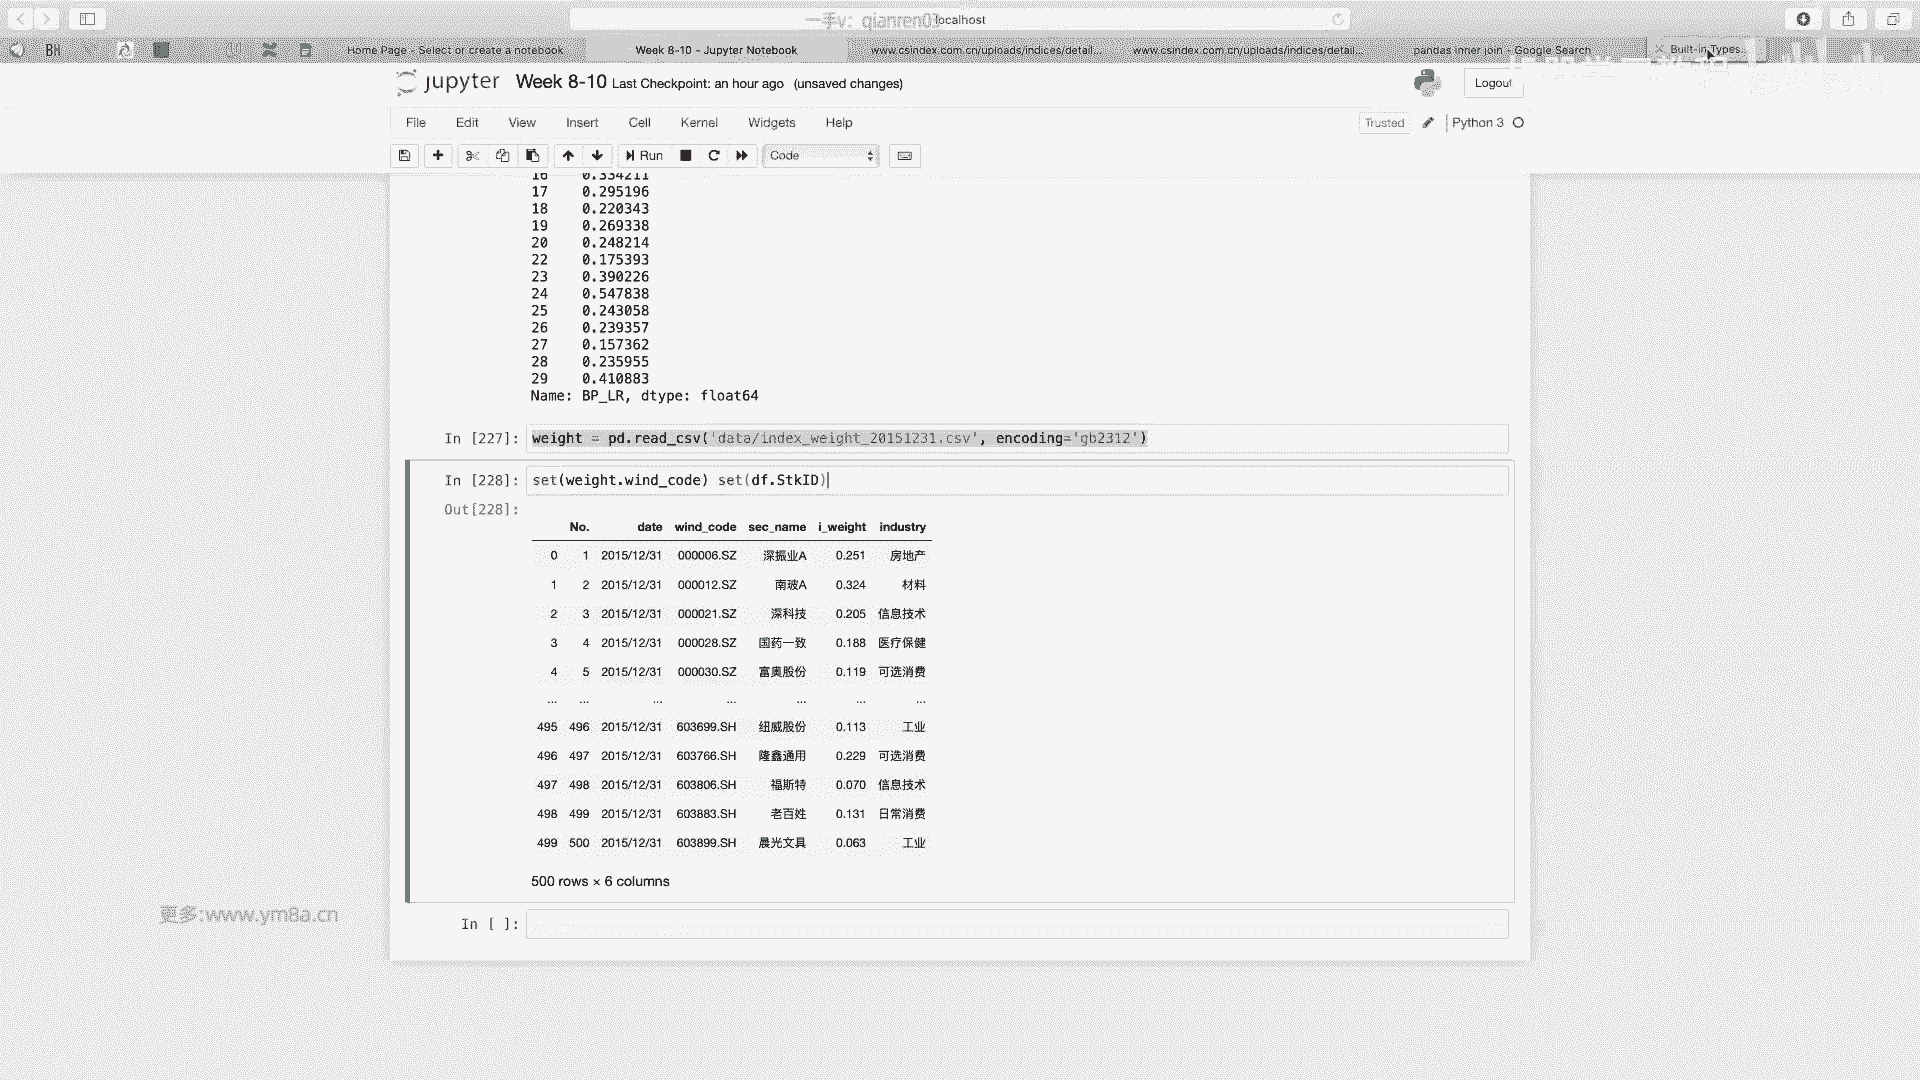 一手v: qianren03 localhost
BH Home Page - Select or create a notebook Week 8-10 - Jupyter Notebook www.csindex.com.cn/uploads/indices/detail... www.csindex.com.cn/uploads/indices/detail... pandas inner join - Google Search Built-in Types...
jupyter Week 8-10 Last Checkpoint: an hour ago (unsaved changes) Logout
File Edit View Insert Cell Kernel Widgets Help Trusted Python 3
Run Code
16 0.334211
17 0.295196
18 0.220343
19 0.269338
20 0.248214
22 0.175393
23 0.390226
24 0.547838
25 0.243058
26 0.239357
27 0.157362
28 0.235955
29 0.410883
Name: BP_LR, dtype: float64
In [227]: weight = pd.read_csv('data/index_weight_20151231.csv', encoding='gb2312')
In [228]: set(weight.wind_code) set(df.StkID)
Out[228]:
No. date wind_code sec_name i_weight industry
0 1 2015/12/31 000006.SZ 深振业A 0.251 房地产
1 2 2015/12/31 000012.SZ 南玻A 0.324 材料
2 3 2015/12/31 000021.SZ 深科技 0.205 信息技术
3 4 2015/12/31 000028.SZ 国药一致 0.188 医疗保健
4 5 2015/12/31 000030.SZ 富奥股份 0.119 可选消费
... ... ... ... ... ... ...
495 496 2015/12/31 603699.SH 纽威股份 0.113 工业
496 497 2015/12/31 603766.SH 隆鑫通用 0.229 可选消费
497 498 2015/12/31 603806.SH 福斯特 0.070 信息技术
498 499 2015/12/31 603883.SH 老百姓 0.131 日常消费
499 500 2015/12/31 603899.SH 晨光文具 0.063 工业
500 rows × 6 columns
更多:www.ym8a.cn
In [ ]: